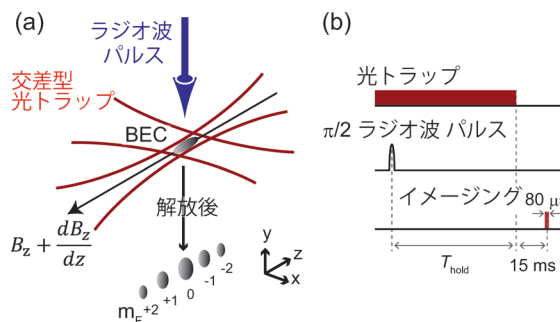 (a)
ラジオ波
パルス
交差型
光トラップ
BEC
解放後
B_z + dB_z/dz
y
z
x
m_F +2 +1 0 -1 -2
(b)
光トラップ
π/2 ラジオ波 パルス
イメージング 80 μs
T_hold
15 ms